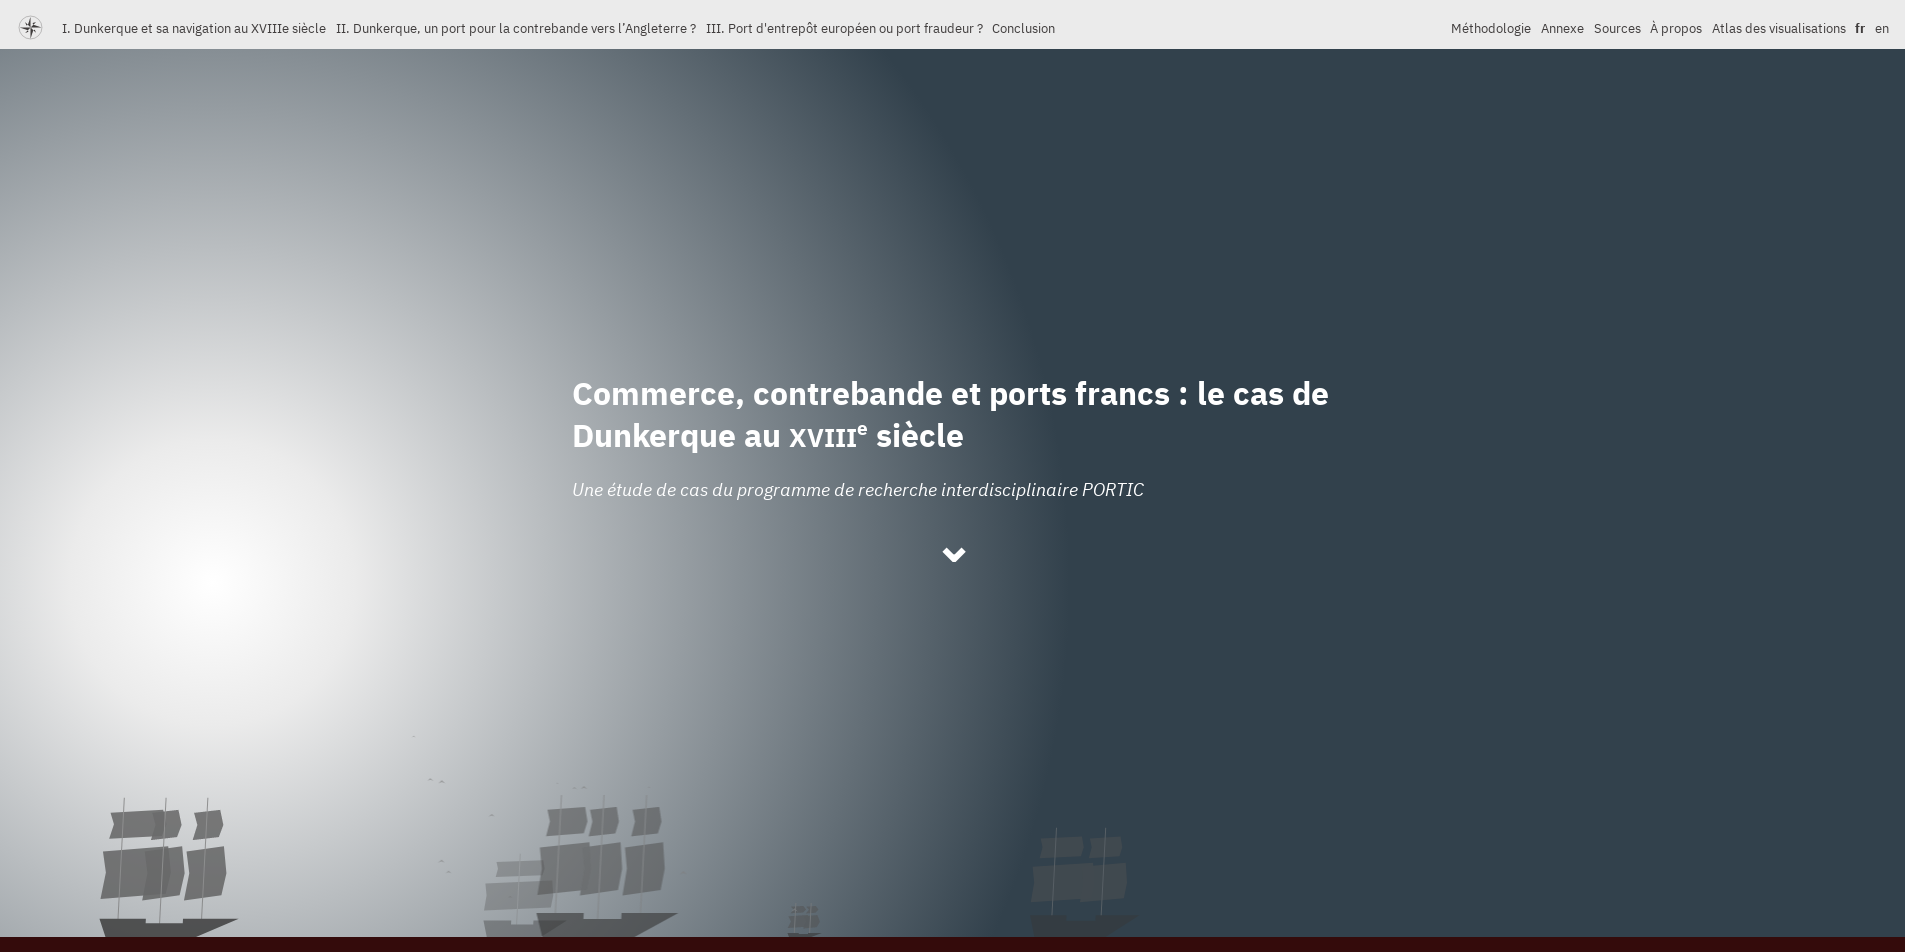 I. Dunkerque et sa navigation au XVIIIe siècle II. Dunkerque, un port pour la contrebande vers l’Angleterre ? III. Port d'entrepôt européen ou port fraudeur ? Conclusion Méthodologie Annexe Sources À propos Atlas des visualisations fr en
Commerce, contrebande et ports francs : le cas de
Dunkerque au XVIIIe siècle
Une étude de cas du programme de recherche interdisciplinaire PORTIC